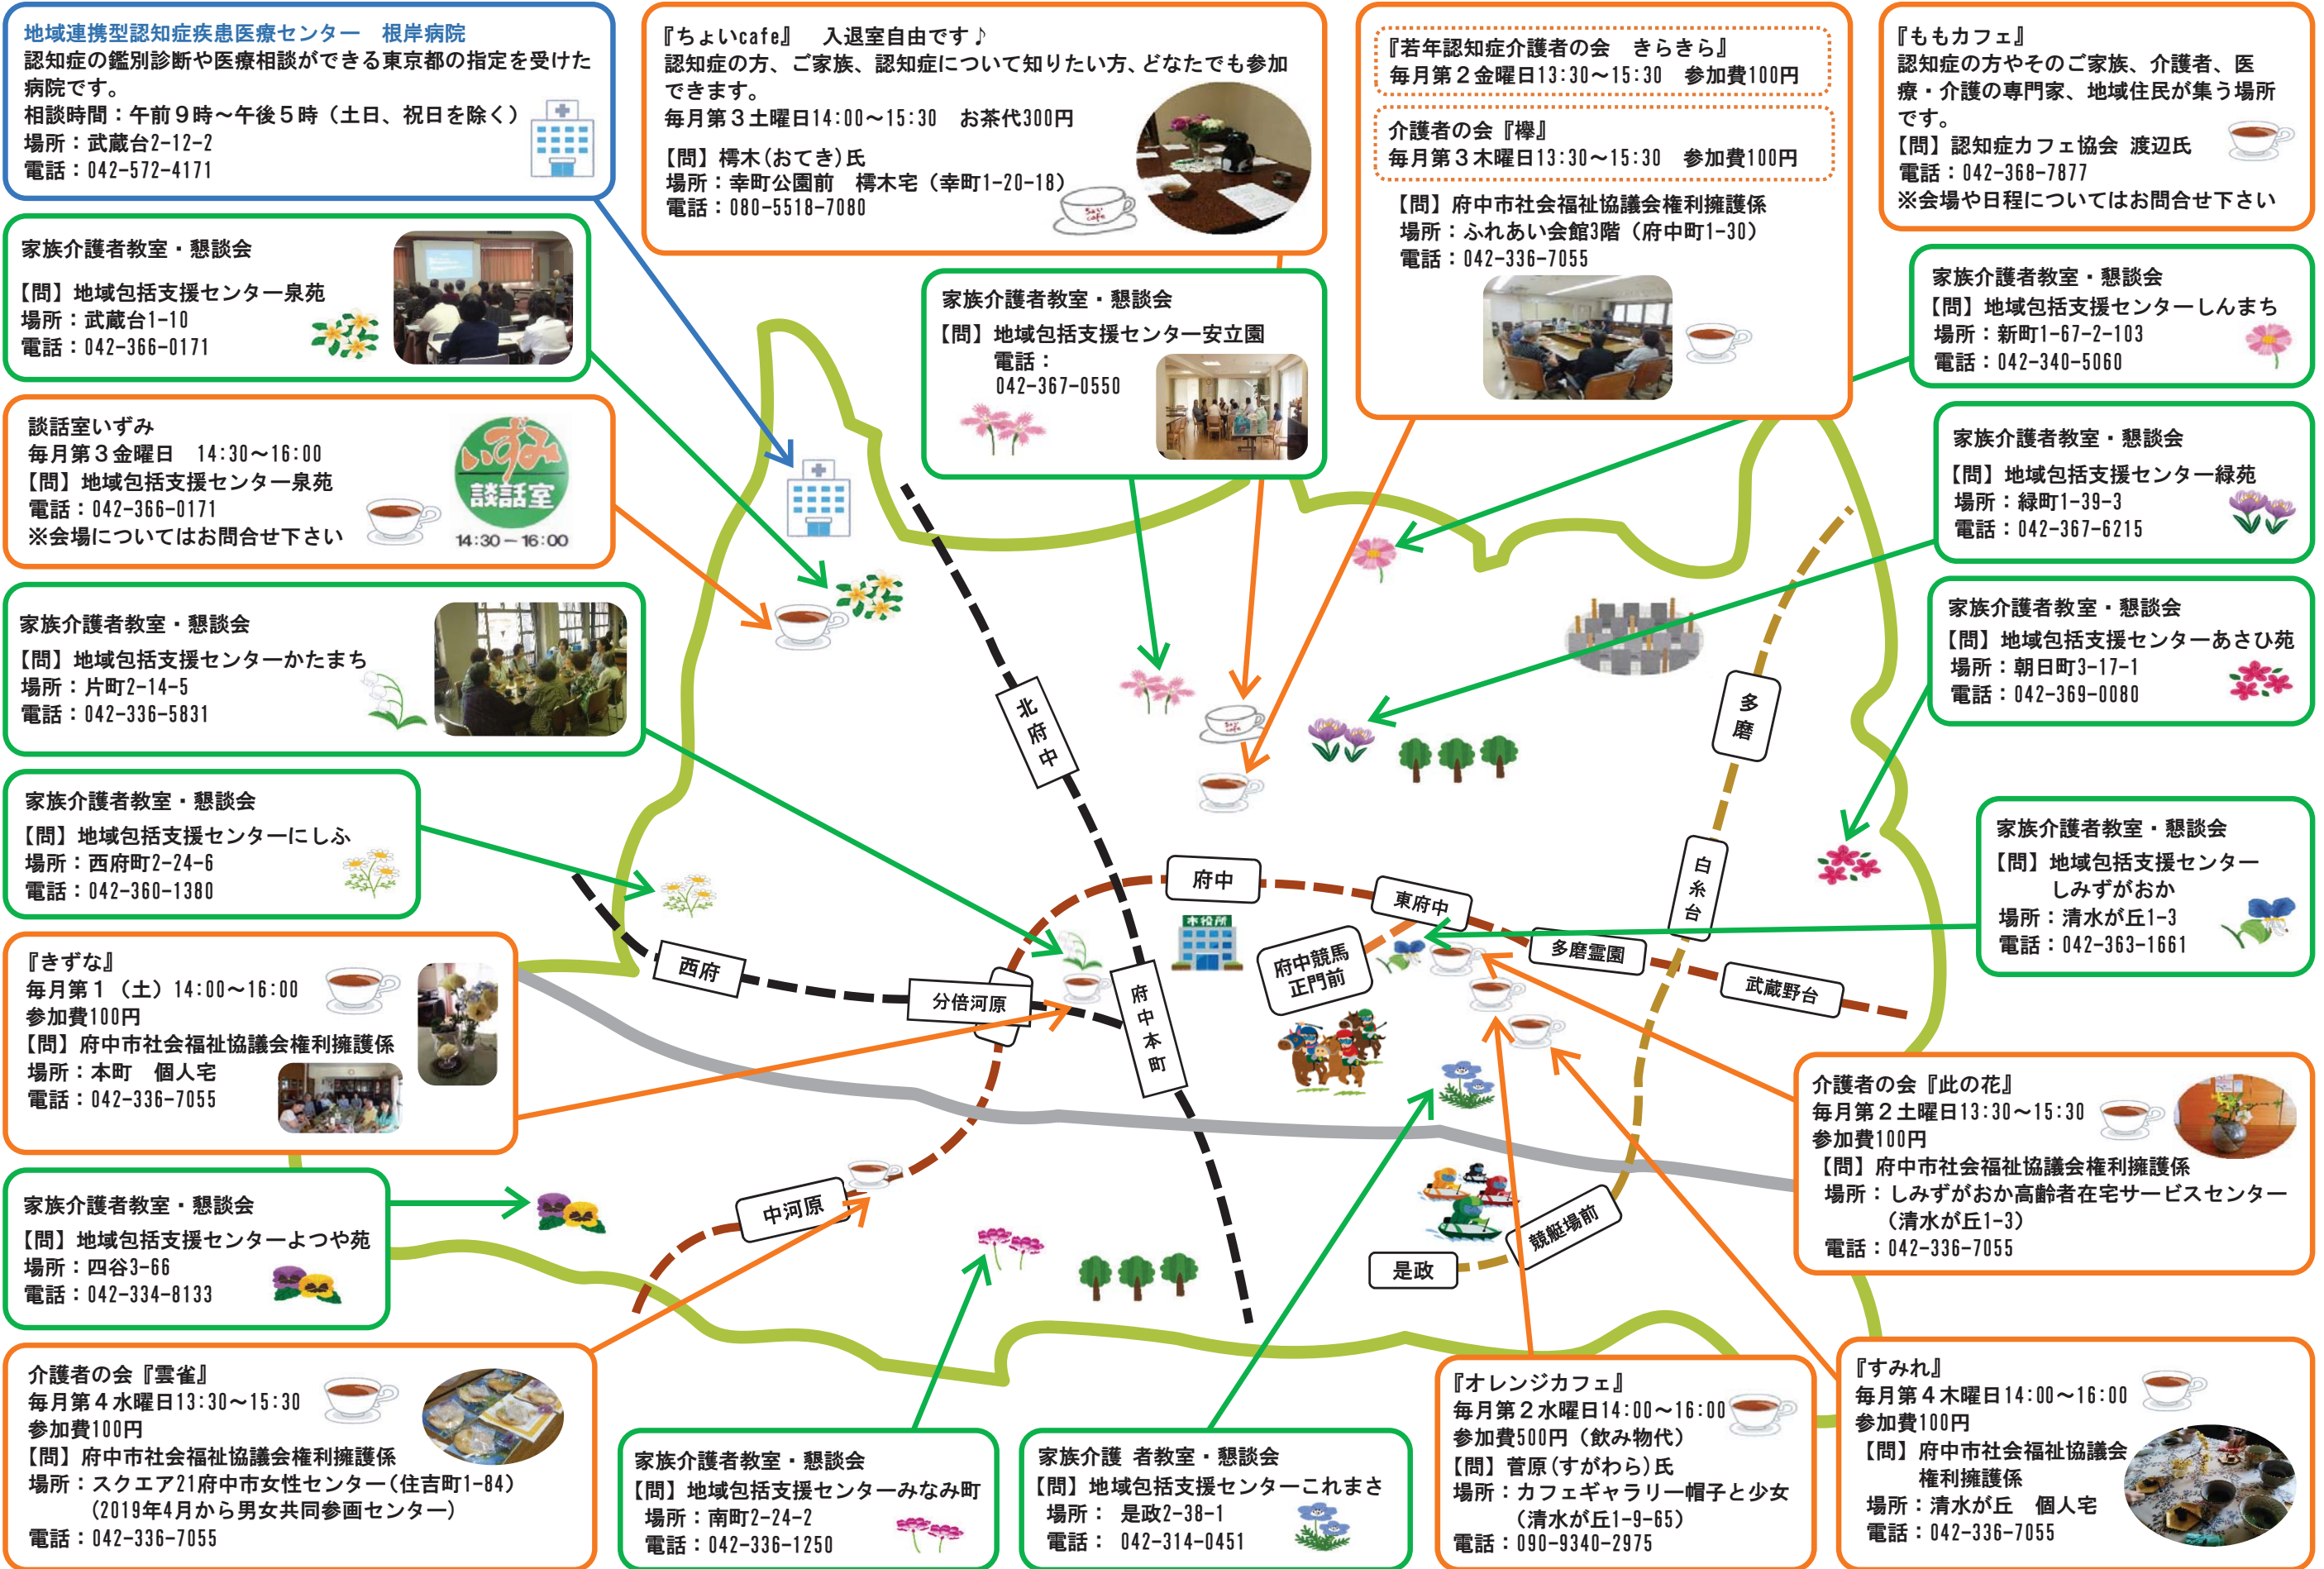 地域連携型認知症疾患医療センター　根岸病院
認知症の鑑別診断や医療相談ができる東京都の指定を受けた
病院です。
相談時間：午前９時～午後５時（土日、祝日を除く）
場所：武蔵台2-12-2
電話：042-572-4171
『ちょいcafe』　入退室自由です♪
認知症の方、ご家族、認知症について知りたい方、どなたでも参加
できます。
毎月第３土曜日14:00～15:30　お茶代300円
【問】樗木(おてき)氏
場所：幸町公園前　樗木宅（幸町1-20-18）
電話：080-5518-7080
『若年認知症介護者の会　きらきら』
毎月第２金曜日13:30～15:30　参加費100円
介護者の会『欅』
毎月第３木曜日13:30～15:30　参加費100円
【問】府中市社会福祉協議会権利擁護係
場所：ふれあい会館3階（府中町1-30）
電話：042-336-7055
『ももカフェ』
認知症の方やそのご家族、介護者、医
療・介護の専門家、地域住民が集う場所
です。
【問】認知症カフェ協会 渡辺氏
電話：042-368-7877
※会場や日程についてはお問合せ下さい
家族介護者教室・懇談会
【問】地域包括支援センター泉苑
場所：武蔵台1-10
電話：042-366-0171
家族介護者教室・懇談会
【問】地域包括支援センター安立園
電話：
042-367-0550
家族介護者教室・懇談会
【問】地域包括支援センターしんまち
場所：新町1-67-2-103
電話：042-340-5060
談話室いずみ
毎月第３金曜日　14:30～16:00
【問】地域包括支援センター泉苑
電話：042-366-0171
※会場についてはお問合せ下さい
いずみ
談話室
14:30－16:00
家族介護者教室・懇談会
【問】地域包括支援センター緑苑
場所：緑町1-39-3
電話：042-367-6215
家族介護者教室・懇談会
【問】地域包括支援センターかたまち
場所：片町2-14-5
電話：042-336-5831
家族介護者教室・懇談会
【問】地域包括支援センターあさひ苑
場所：朝日町3-17-1
電話：042-369-0080
家族介護者教室・懇談会
【問】地域包括支援センターにしふ
場所：西府町2-24-6
電話：042-360-1380
家族介護者教室・懇談会
【問】地域包括支援センター
しみずがおか
場所：清水が丘1-3
電話：042-363-1661
北府中
多磨
白糸台
府中
東府中
市役所
府中競馬
正門前
多磨霊園
武蔵野台
西府
分倍河原
府中本町
中河原
競艇場前
是政
『きずな』
毎月第１（土）14:00～16:00
参加費100円
【問】府中市社会福祉協議会権利擁護係
場所：本町　個人宅
電話：042-336-7055
介護者の会『此の花』
毎月第２土曜日13:30～15:30
参加費100円
【問】府中市社会福祉協議会権利擁護係
場所：しみずがおか高齢者在宅サービスセンター
（清水が丘1-3）
電話：042-336-7055
家族介護者教室・懇談会
【問】地域包括支援センターよつや苑
場所：四谷3-66
電話：042-334-8133
介護者の会『雲雀』
毎月第４水曜日13:30～15:30
参加費100円
【問】府中市社会福祉協議会権利擁護係
場所：スクエア21府中市女性センター（住吉町1-84）
（2019年4月から男女共同参画センター）
電話：042-336-7055
家族介護者教室・懇談会
【問】地域包括支援センターみなみ町
場所：南町2-24-2
電話：042-336-1250
家族介護 者教室・懇談会
【問】地域包括支援センターこれまさ
場所： 是政2-38-1
電話： 042-314-0451
『オレンジカフェ』
毎月第２水曜日14:00～16:00
参加費500円（飲み物代）
【問】菅原(すがわら)氏
場所：カフェギャラリー帽子と少女
（清水が丘1-9-65）
電話：090-9340-2975
『すみれ』
毎月第４木曜日14:00～16:00
参加費100円
【問】府中市社会福祉協議会
権利擁護係
場所：清水が丘　個人宅
電話：042-336-7055